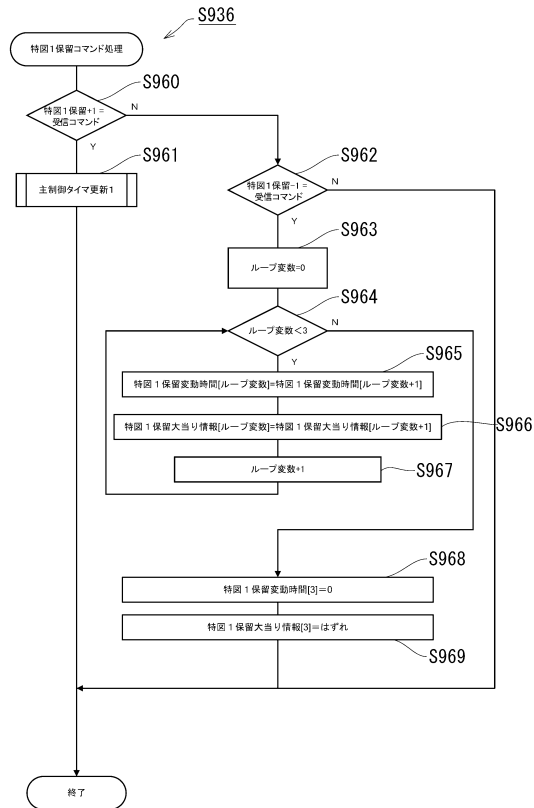 S936
特図1保留コマンド処理
S960
特図1保留+1=
受信コマンド
N
Y
S961
主制御タイマ更新1
S962
特図1保留-1=
受信コマンド
N
Y
S963
ループ変数=0
S964
ループ変数<3
N
Y
S965
特図1保留変動時間[ループ変数]=特図1保留変動時間[ループ変数+1]
特図1保留大当り情報[ループ変数]=特図1保留大当り情報[ループ変数+1]
S966
ループ変数+1
S967
S968
特図1保留変動時間[3]=0
特図1保留大当り情報[3]=はずれ
S969
終了